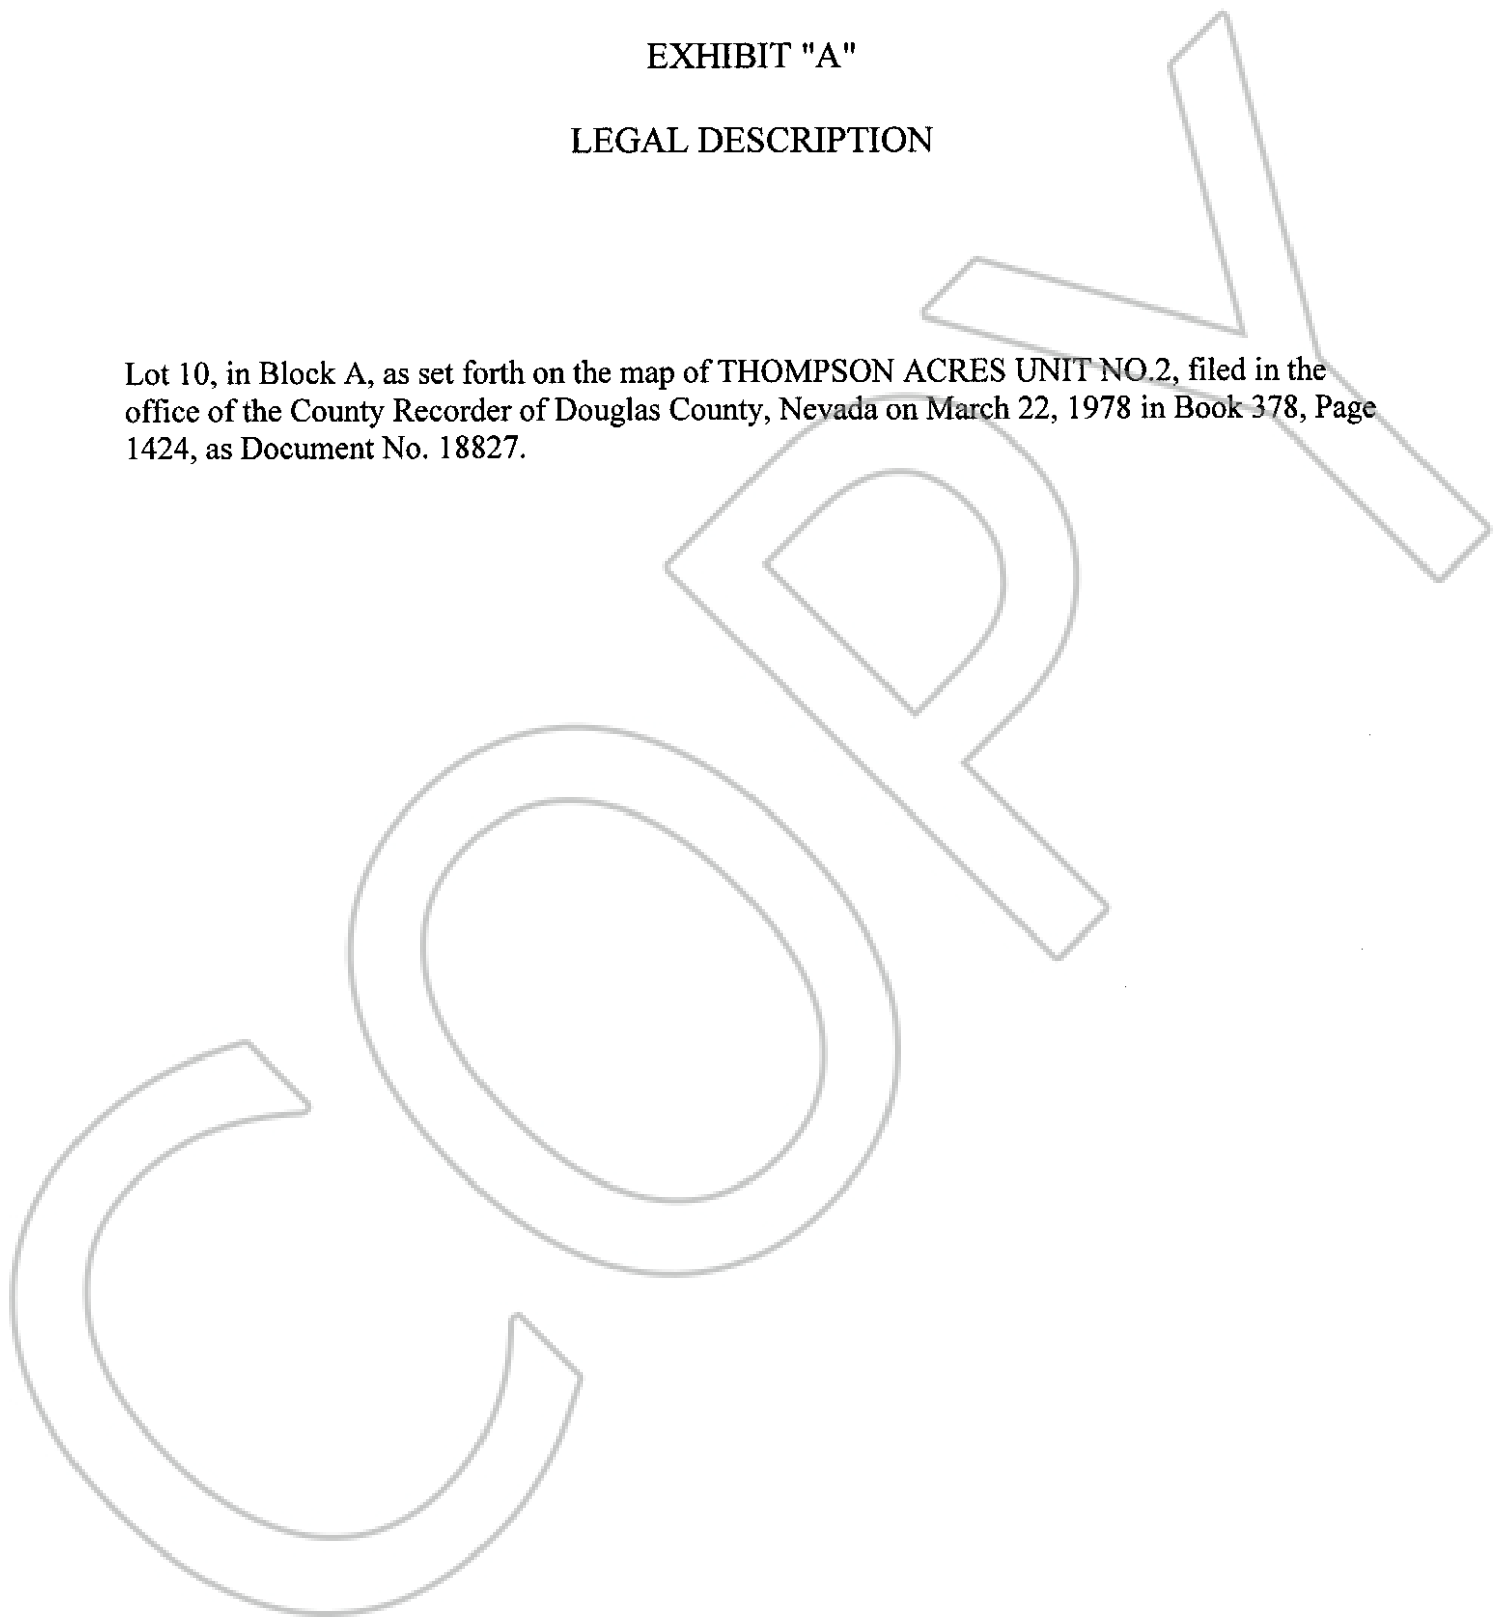 EXHIBIT "A"
LEGAL DESCRIPTION
Lot 10, in Block A, as set forth on the map of THOMPSON ACRES UNIT NO.2, filed in the
office of the County Recorder of Douglas County, Nevada on March 22, 1978 in Book 378, Page
1424, as Document No. 18827.
COPY